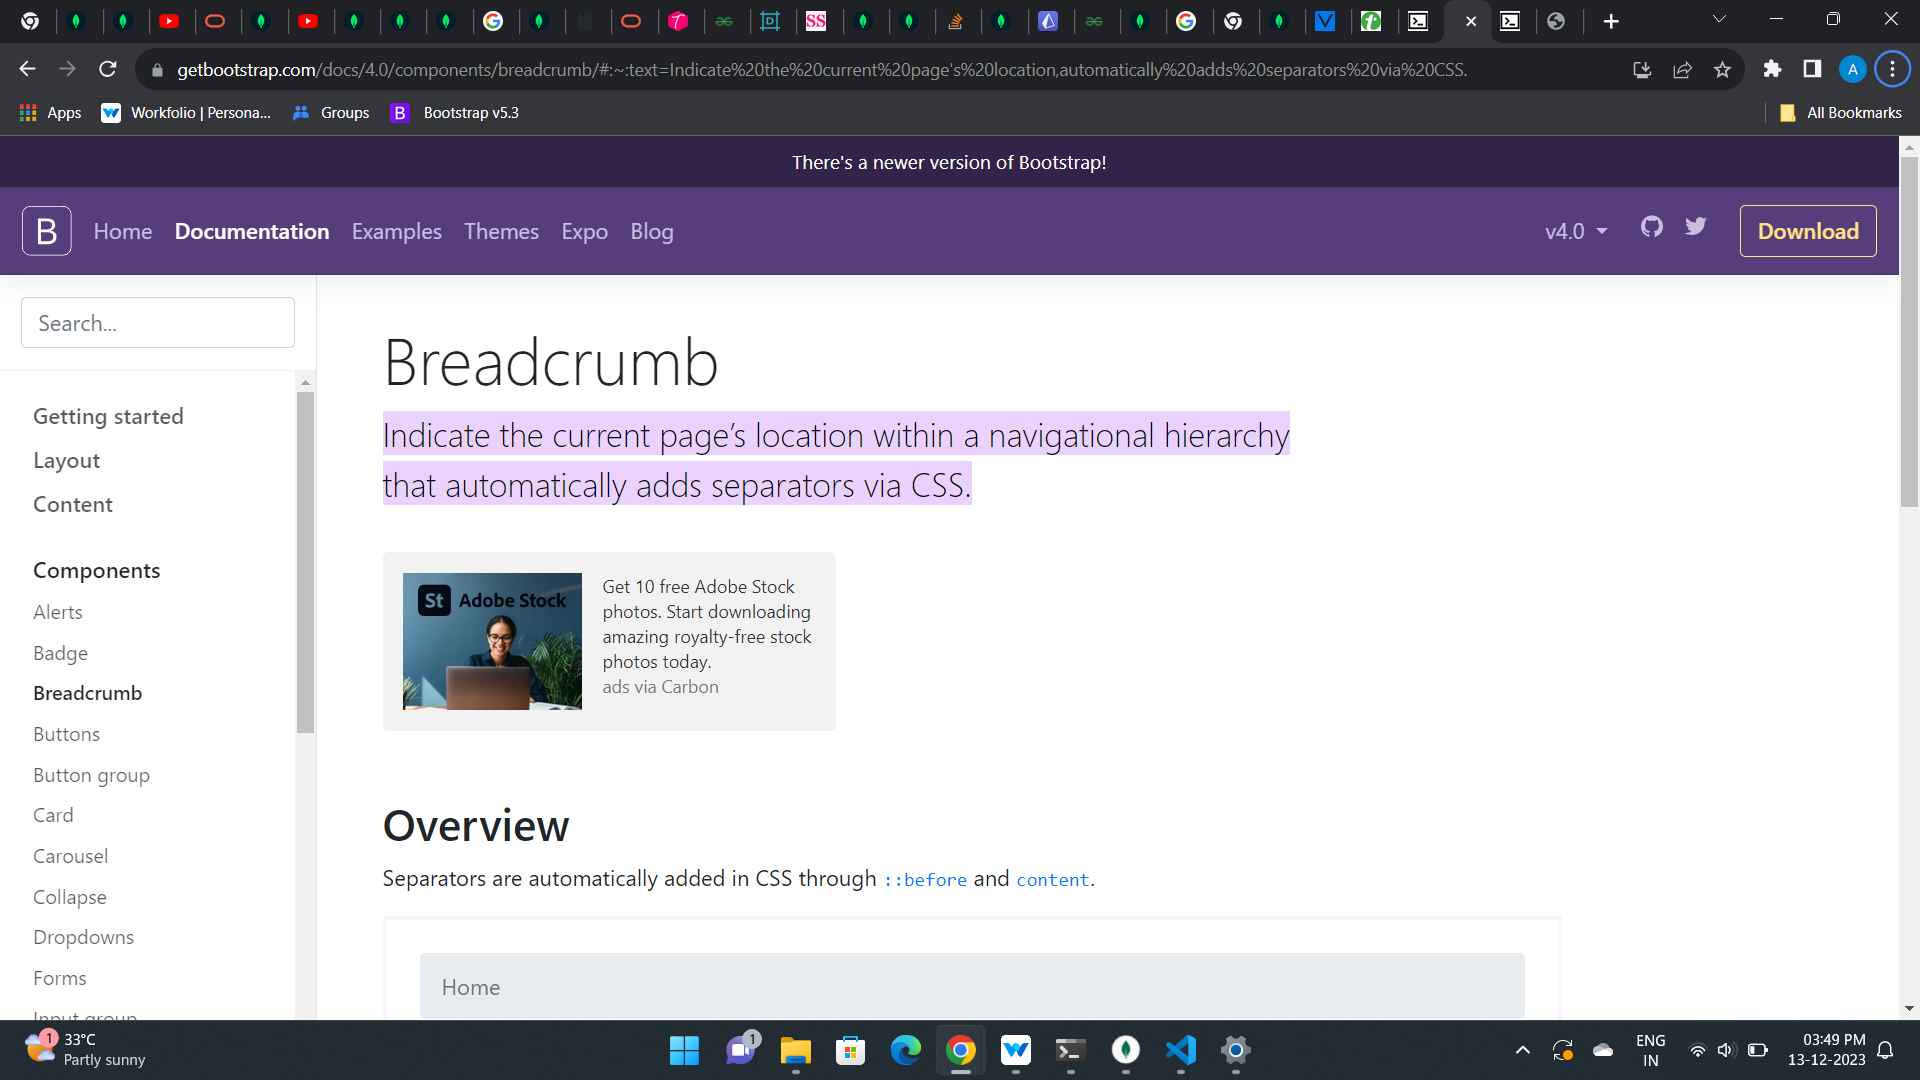 getbootstrap.com/docs/4.0/components/breadcrumb/#:~:text=Indicate%20the%20current%20page's%20location,automatically%20adds%20separators%20via%20CSS.
A
Apps
Workfolio | Persona...
Groups
B
Bootstrap v5.3
All Bookmarks
There's a newer version of Bootstrap!
B
Home
Documentation
Examples
Themes
Expo
Blog
v4.0
Download
Search...
Getting started
Layout
Content
Components
Alerts
Badge
Breadcrumb
Buttons
Button group
Card
Carousel
Collapse
Dropdowns
Forms
Input group
Breadcrumb
Indicate the current page’s location within a navigational hierarchy
that automatically adds separators via CSS.
St Adobe Stock
Get 10 free Adobe Stock
photos. Start downloading
amazing royalty-free stock
photos today.
ads via Carbon
Overview
Separators are automatically added in CSS through ::before and content.
Home
1
33°C
Partly sunny
1
ENG
IN
03:49 PM
13-12-2023